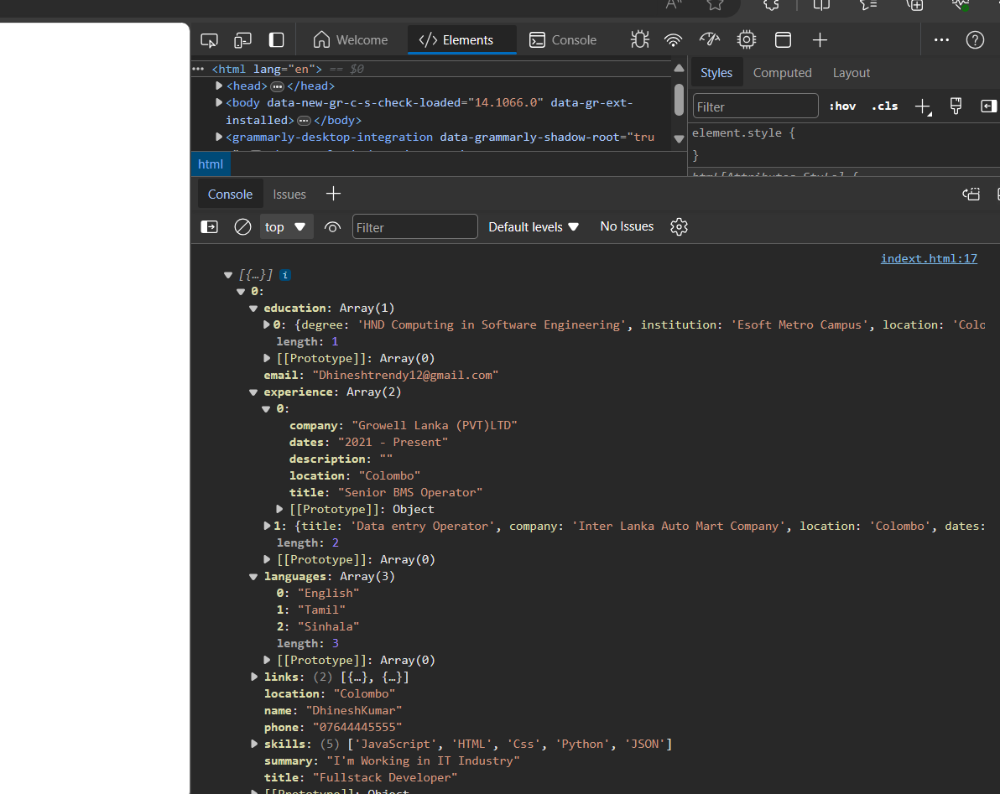 Welcome
</> Elements
Console
<html lang="en"> == $0
<head> </head>
<body data-new-gr-c-s-check-loaded="14.1066.0" data-gr-ext-
installed> </body>
<grammarly-desktop-integration data-grammarly-shadow-root="tru
html
Styles Computed Layout
Filter
:hov .cls
element.style {
}
html[Attributes Style] {
Console Issues
top
Filter
Default levels
No Issues
indext.html:17
[{…}] i
0:
education: Array(1)
0: {degree: 'HND Computing in Software Engineering', institution: 'Esoft Metro Campus', location: 'Colo
length: 1
[[Prototype]]: Array(0)
email: "Dhineshtrendy12@gmail.com"
experience: Array(2)
0:
company: "Growell Lanka (PVT)LTD"
dates: "2021 - Present"
description: ""
location: "Colombo"
title: "Senior BMS Operator"
[[Prototype]]: Object
1: {title: 'Data entry Operator', company: 'Inter Lanka Auto Mart Company', location: 'Colombo', dates:
length: 2
[[Prototype]]: Array(0)
languages: Array(3)
0: "English"
1: "Tamil"
2: "Sinhala"
length: 3
[[Prototype]]: Array(0)
links: (2) [{…}, {…}]
location: "Colombo"
name: "DhineshKumar"
phone: "07644445555"
skills: (5) ['JavaScript', 'HTML', 'Css', 'Python', 'JSON']
summary: "I'm Working in IT Industry"
title: "Fullstack Developer"
[[Prototype]]: Object